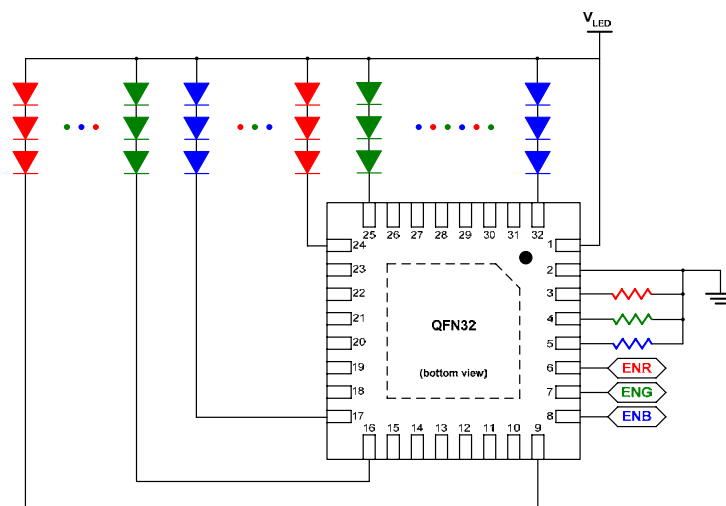 VLED
25 26 27 28 29 30 31 32
24 1
23 2
22 3
21 4
QFN32
20 5
19 6 ENR
(bottom view)
18 7 ENG
17 8 ENB
16 15 14 13 12 11 10 9